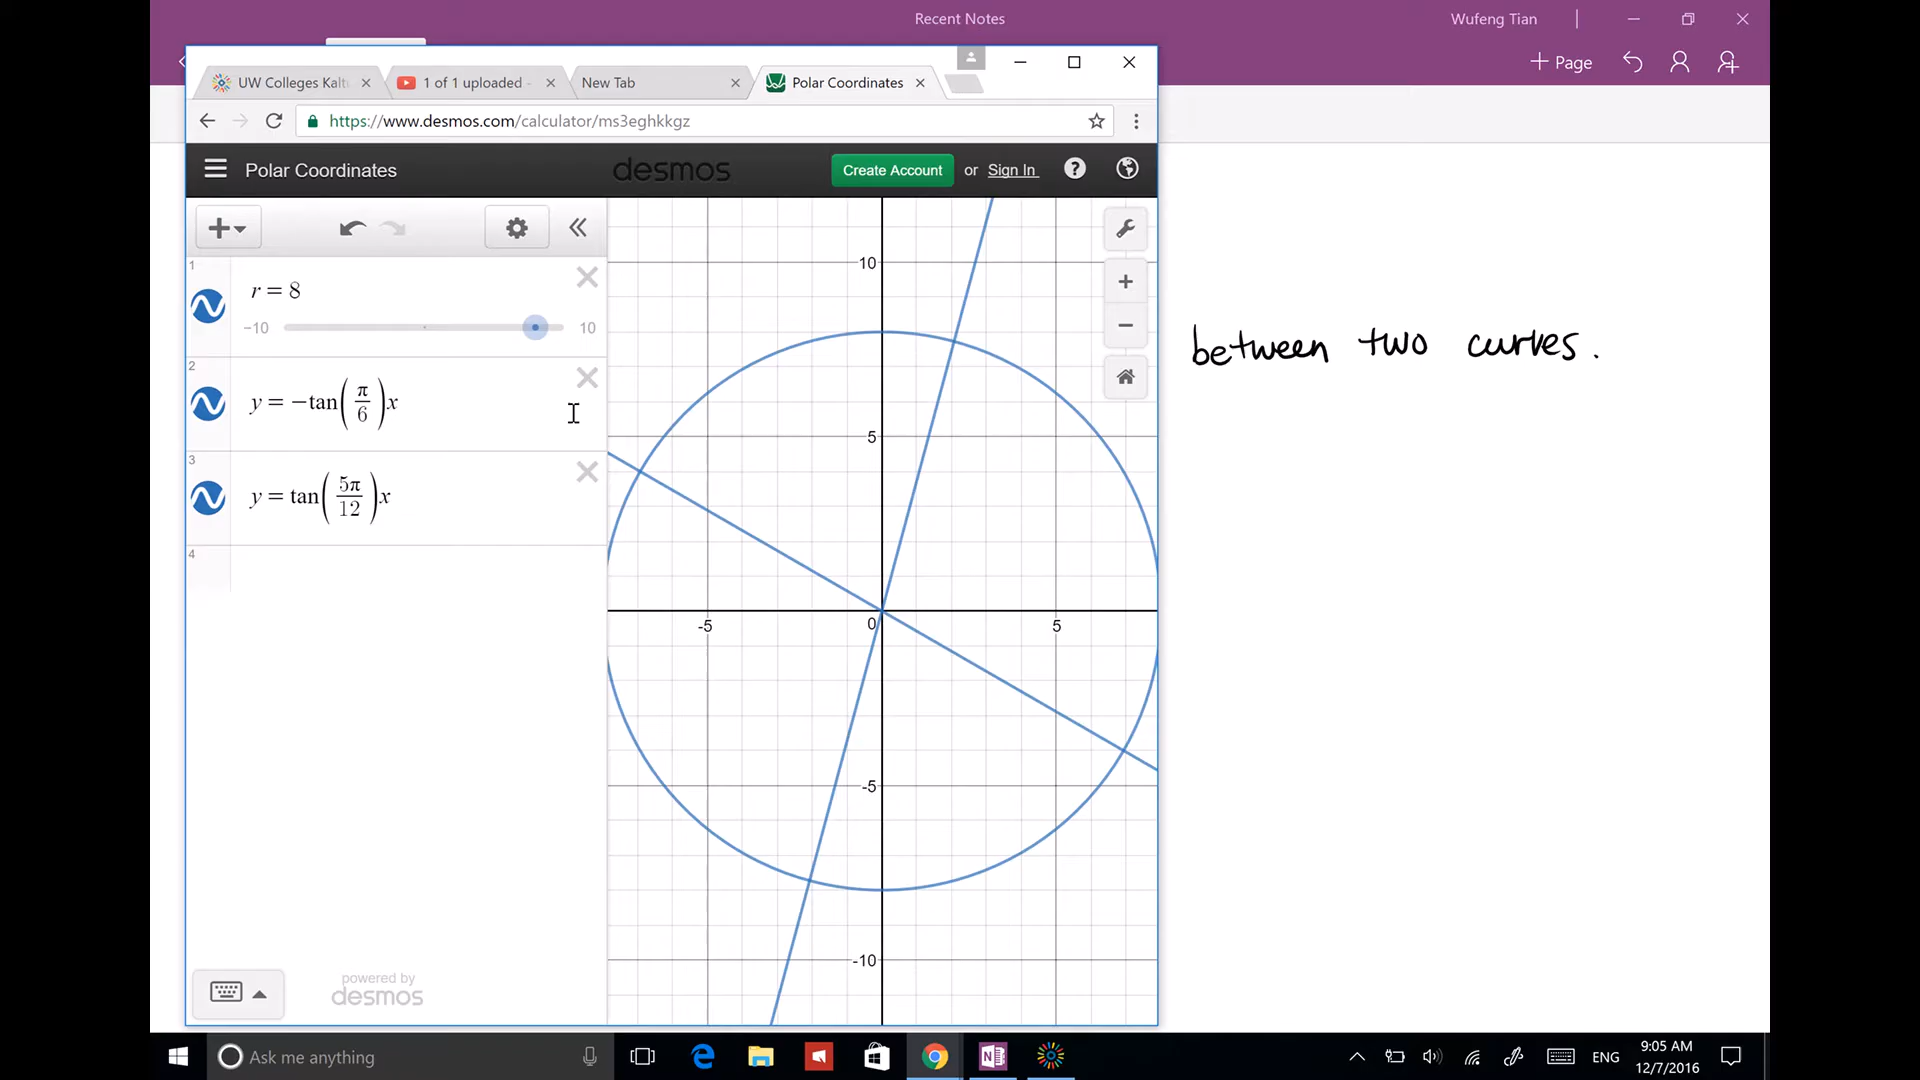 Recent Notes
Wufeng Tian
Page
UW Colleges Kaltu
1 of 1 uploaded -
New Tab
Polar Coordinates
https://www.desmos.com/calculator/ms3eghkkgz
Polar Coordinates
desmos
Create Account
or
Sign In
1
r = 8
-10
10
2
y = −tan(π/6)x
3
y = tan(5π/12)x
4
10
5
-5
0
5
-5
-10
powered by
desmos
between two curves.
Ask me anything
ENG
9:05 AM
12/7/2016